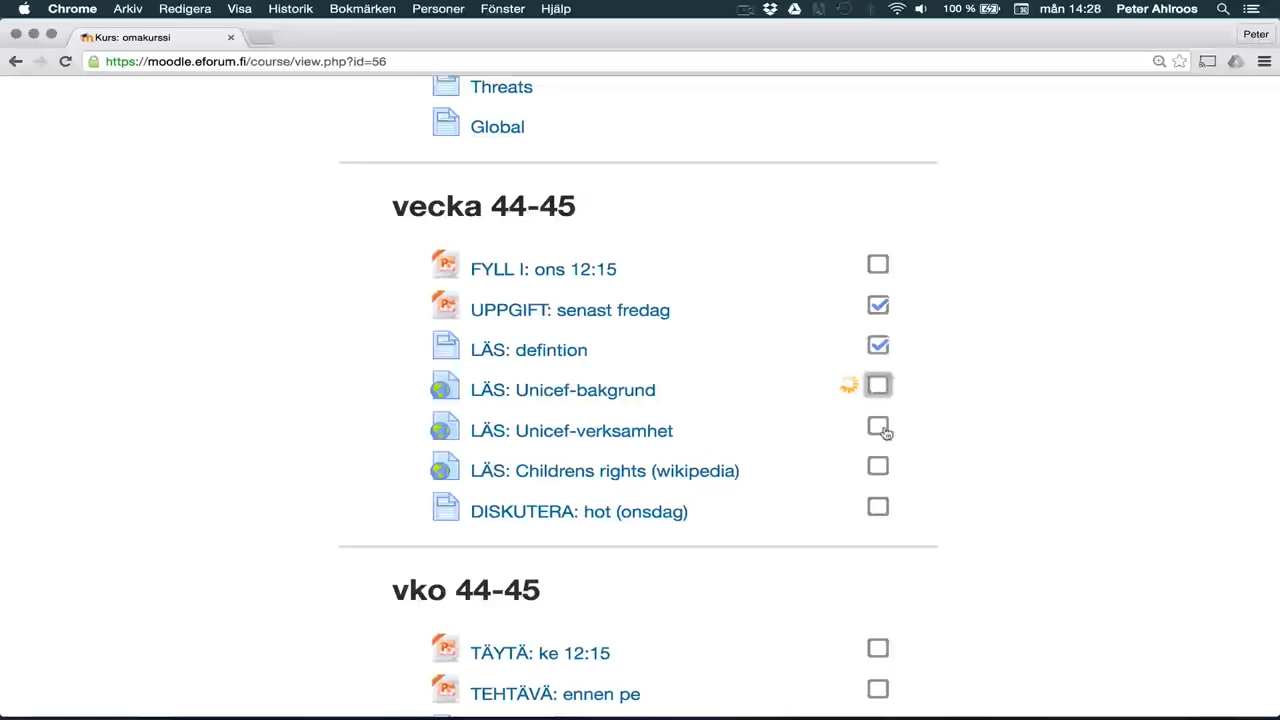 Chrome Arkiv Redigera Visa Historik Bokmärken Personer Fönster Hjälp 100 % mån 14:28 Peter Ahlroos
Kurs: omakurssi Peter
https://moodle.eforum.fi/course/view.php?id=56
Threats
Global
vecka 44-45
FYLL I: ons 12:15
UPPGIFT: senast fredag
LÄS: defintion
LÄS: Unicef-bakgrund
LÄS: Unicef-verksamhet
LÄS: Childrens rights (wikipedia)
DISKUTERA: hot (onsdag)
vko 44-45
TÄYTÄ: ke 12:15
TEHTÄVÄ: ennen pe